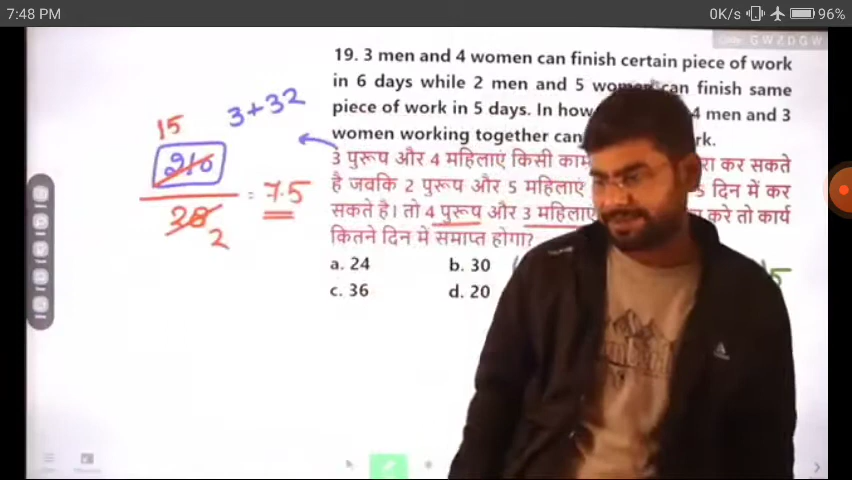 7:48 PM
0K/s 96%
G W Z D G W
19. 3 men and 4 women can finish certain piece of work
in 6 days while 2 men and 5 women can finish same
piece of work in 5 days. In how 4 men and 3
women working together can rk.
3 पुरूप और 4 महिलाएं किसी काम रा कर सकते
है जबकि 2 पुरूप और 5 महिलाएं 5 दिन में कर
सकते है। तो 4 पुरूप और 3 महिलाएं करे तो कार्य
कितने दिन में समाप्त होगा?
a. 24 b. 30
c. 36 d. 20
15 3+32
210
28 = 7.5
2